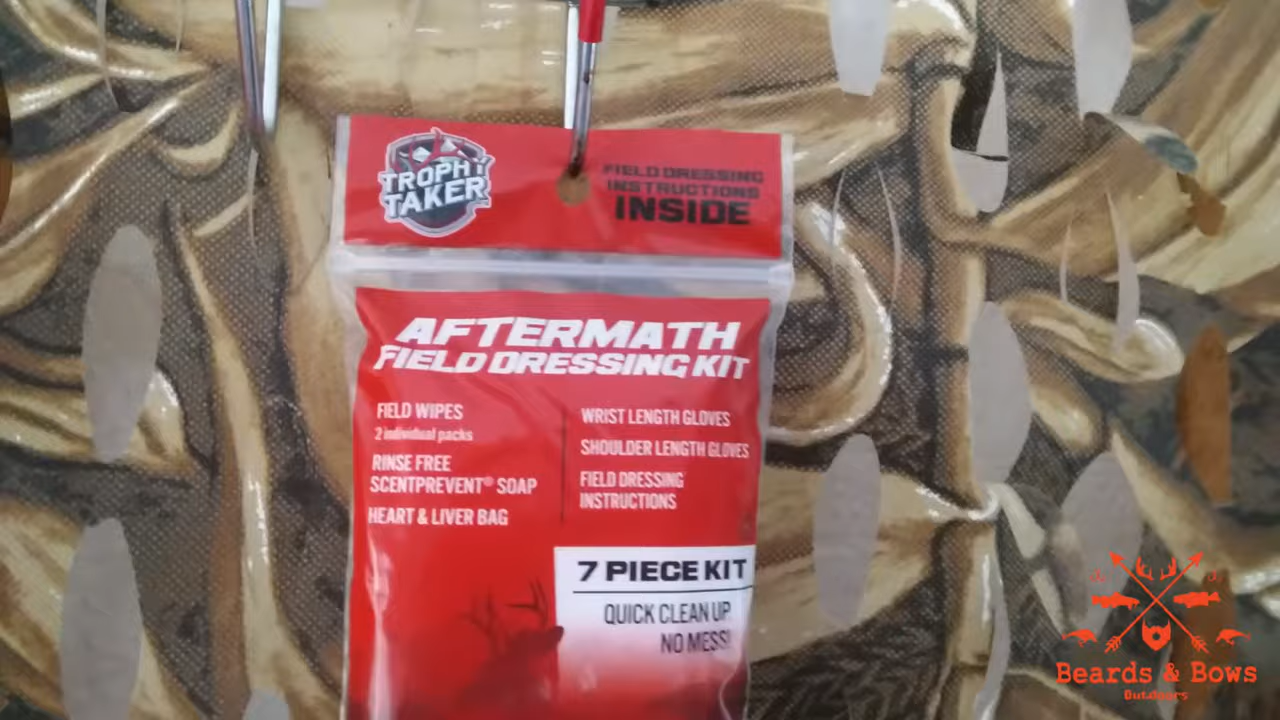 TROPHY
TAKER
FIELD DRESSING
INSTRUCTIONS
INSIDE
AFTERMATH
FIELD DRESSING KIT
FIELD WIPES
2 individual packs
RINSE FREE
SCENTPREVENT® SOAP
HEART & LIVER BAG
WRIST LENGTH GLOVES
SHOULDER LENGTH GLOVES
FIELD DRESSING
INSTRUCTIONS
7 PIECE KIT
QUICK CLEAN UP
NO MESS!
Beards & Bows
Outdoors